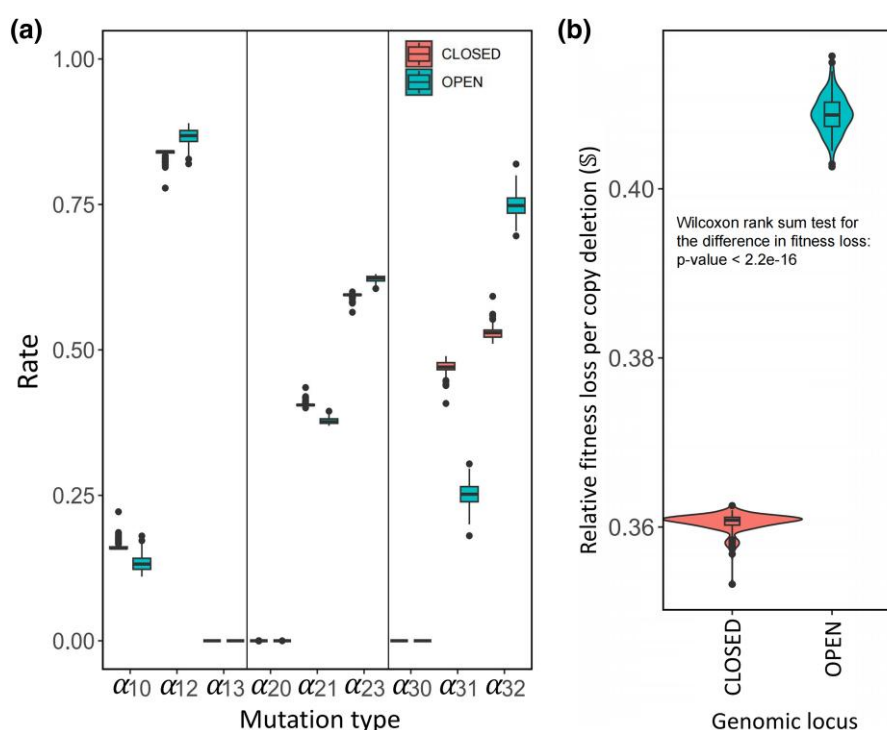 (a)
CLOSED
OPEN
1.00
0.75
0.50
0.25
0.00
Rate
α10 α12 α13 α20 α21 α23 α30 α31 α32
Mutation type
(b)
Relative fitness loss per copy deletion (𝕊)
0.40
0.38
0.36
Wilcoxon rank sum test for
the difference in fitness loss:
p-value < 2.2e-16
CLOSED
OPEN
Genomic locus